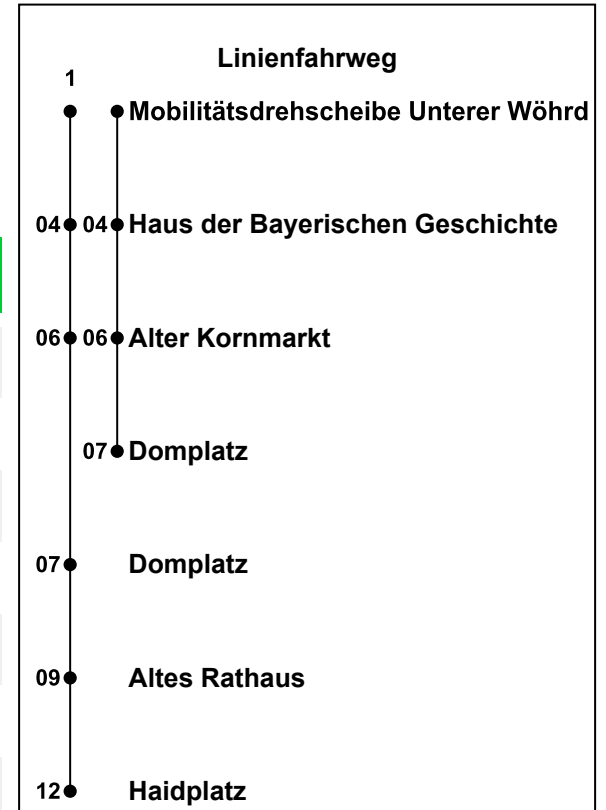 Linienfahrweg
1
Mobilitätsdrehscheibe Unterer Wöhrd
04 04 Haus der Bayerischen Geschichte
06 06 Alter Kornmarkt
07 Domplatz
07 Domplatz
09 Altes Rathaus
12 Haidplatz